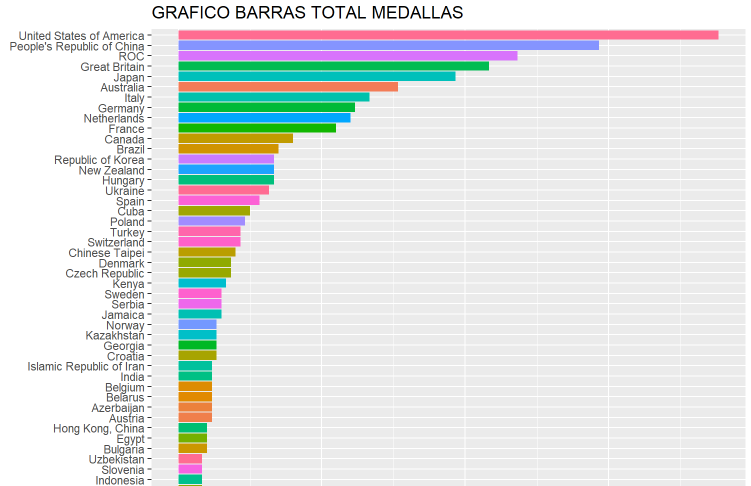 GRAFICO BARRAS TOTAL MEDALLAS
United States of America
People's Republic of China
ROC
Great Britain
Japan
Australia
Italy
Germany
Netherlands
France
Canada
Brazil
Republic of Korea
New Zealand
Hungary
Ukraine
Spain
Cuba
Poland
Turkey
Switzerland
Chinese Taipei
Denmark
Czech Republic
Kenya
Sweden
Serbia
Jamaica
Norway
Kazakhstan
Georgia
Croatia
Islamic Republic of Iran
India
Belgium
Belarus
Azerbaijan
Austria
Hong Kong, China
Egypt
Bulgaria
Uzbekistan
Slovenia
Indonesia